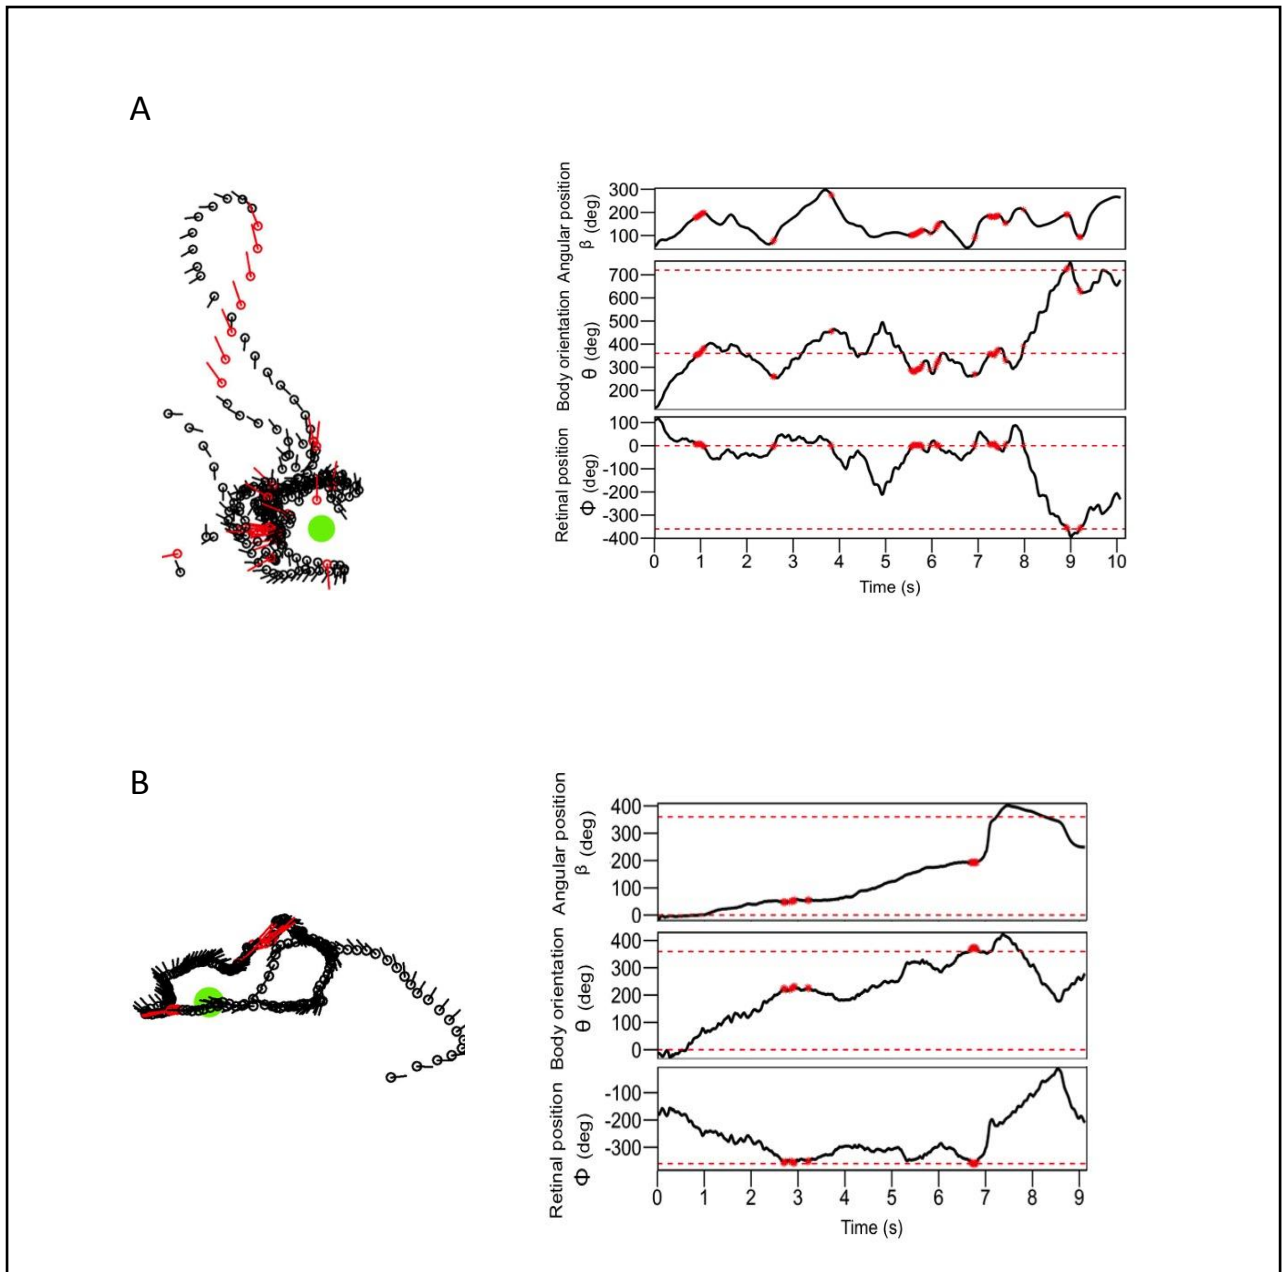 A
Angular position
β (deg)
300
200
100
Body orientation
θ (deg)
700
600
500
400
300
200
Retinal position
Φ (deg)
100
0
-100
-200
-300
-400
0 1 2 3 4 5 6 7 8 9 10
Time (s)
B
Angular position
β (deg)
400
300
200
100
0
Body orientation
θ (deg)
400
300
200
100
0
Retinal position
Φ (deg)
-100
-200
-300
0 1 2 3 4 5 6 7 8 9
Time (s)